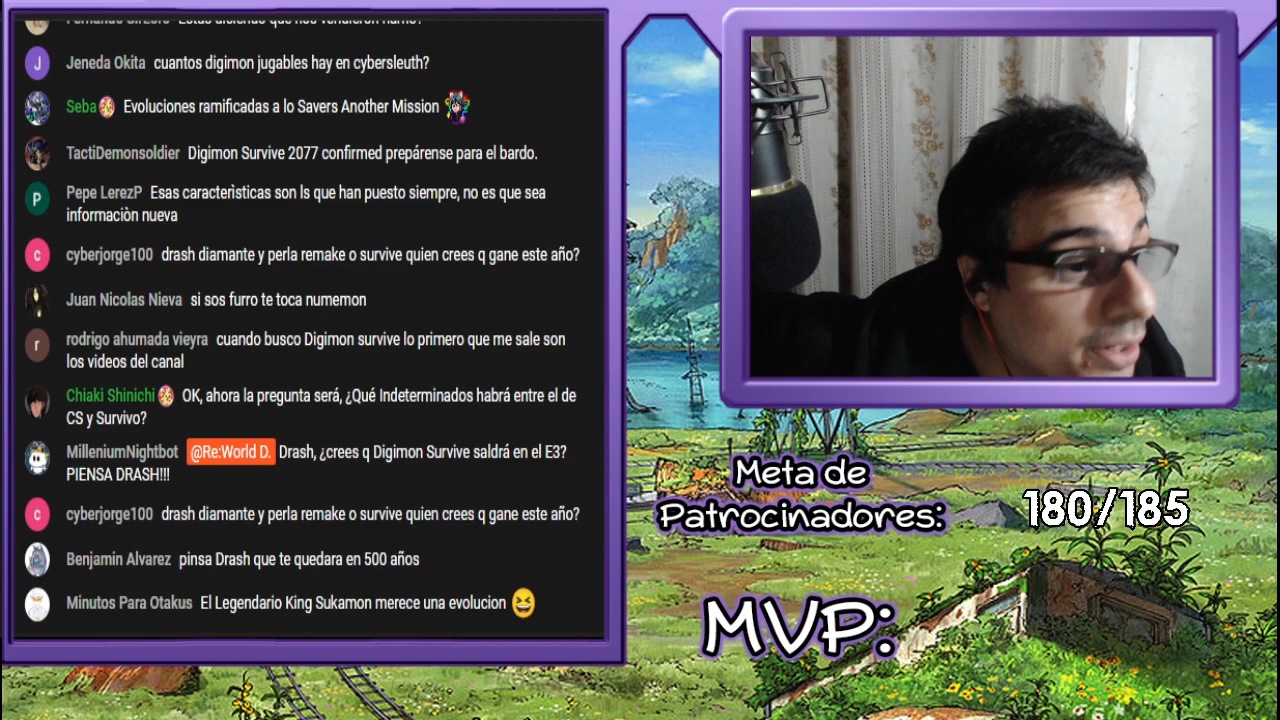 Jeneda Okita cuantos digimon jugables hay en cybersleuth?
Seba Evoluciones ramificadas a lo Savers Another Mission
TactiDemonsoldier Digimon Survive 2077 confirmed prepárense para el bardo.
Pepe LerezP Esas caracterìsticas son ls que han puesto siempre, no es que sea
informaciòn nueva
cyberjorge100 drash diamante y perla remake o survive quien crees q gane este año?
Juan Nicolas Nieva si sos furro te toca numemon
rodrigo ahumada vieyra cuando busco Digimon survive lo primero que me sale son
los videos del canal
Chiaki Shinichi OK, ahora la pregunta será, ¿Qué Indeterminados habrá entre el de
CS y Survivo?
MilleniumNightbot @Re:World D. Drash, ¿crees q Digimon Survive saldrá en el E3?
PIENSA DRASH!!!
cyberjorge100 drash diamante y perla remake o survive quien crees q gane este año?
Benjamin Alvarez pinsa Drash que te quedara en 500 años
Minutos Para Otakus El Legendario King Sukamon merece una evolucion
J
P
c
r
c
Meta de
Patrocinadores:
180/185
MVP: